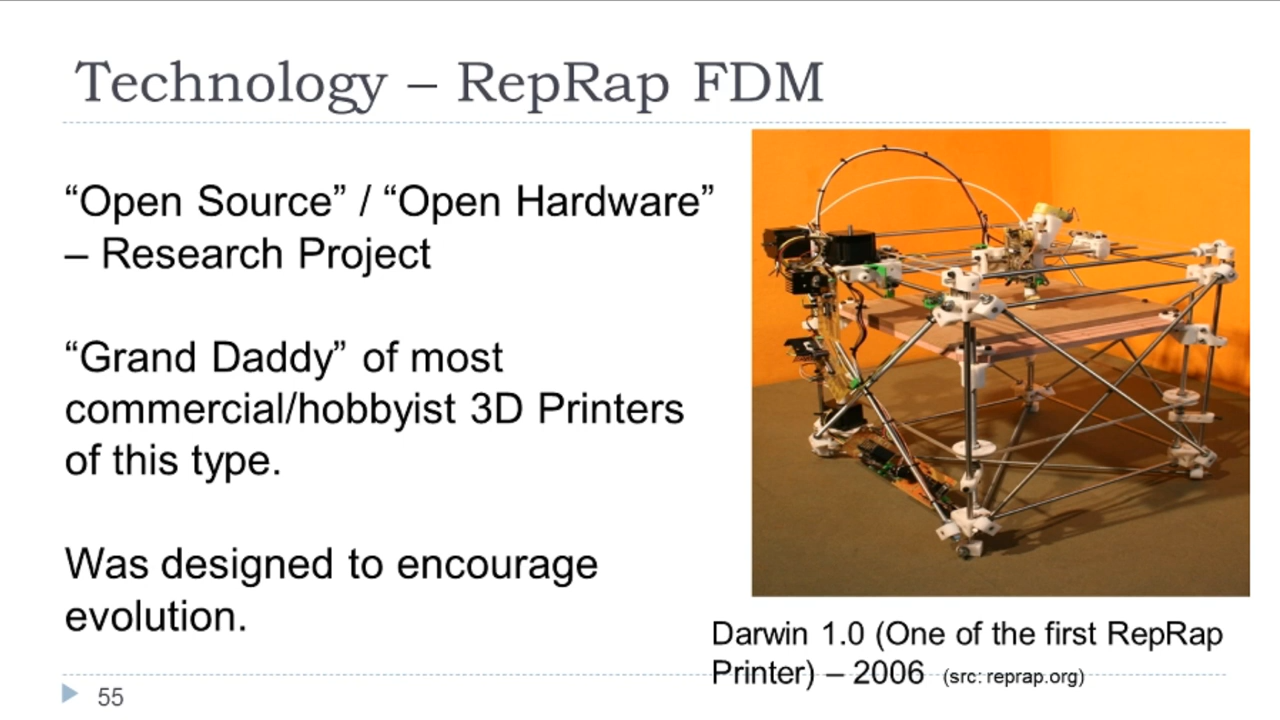 Technology – RepRap FDM
“Open Source” / “Open Hardware”
– Research Project
“Grand Daddy” of most
commercial/hobbyist 3D Printers
of this type.
Was designed to encourage
evolution.
Darwin 1.0 (One of the first RepRap
Printer) – 2006 (src: reprap.org)
55